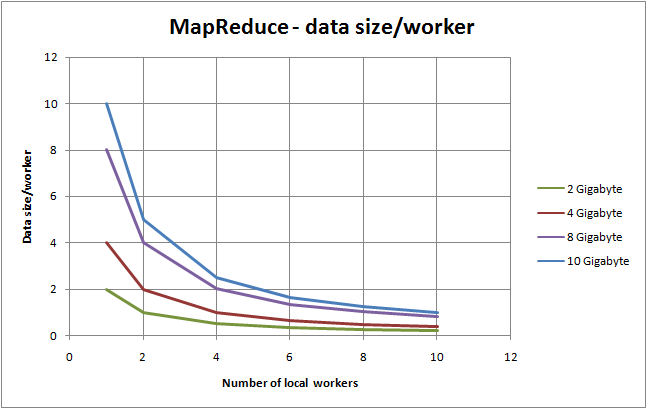 MapReduce - data size/worker
12
10
8
6
4
2
0
Data size/worker
0 2 4 6 8 10 12
Number of local workers
2 Gigabyte
4 Gigabyte
8 Gigabyte
10 Gigabyte